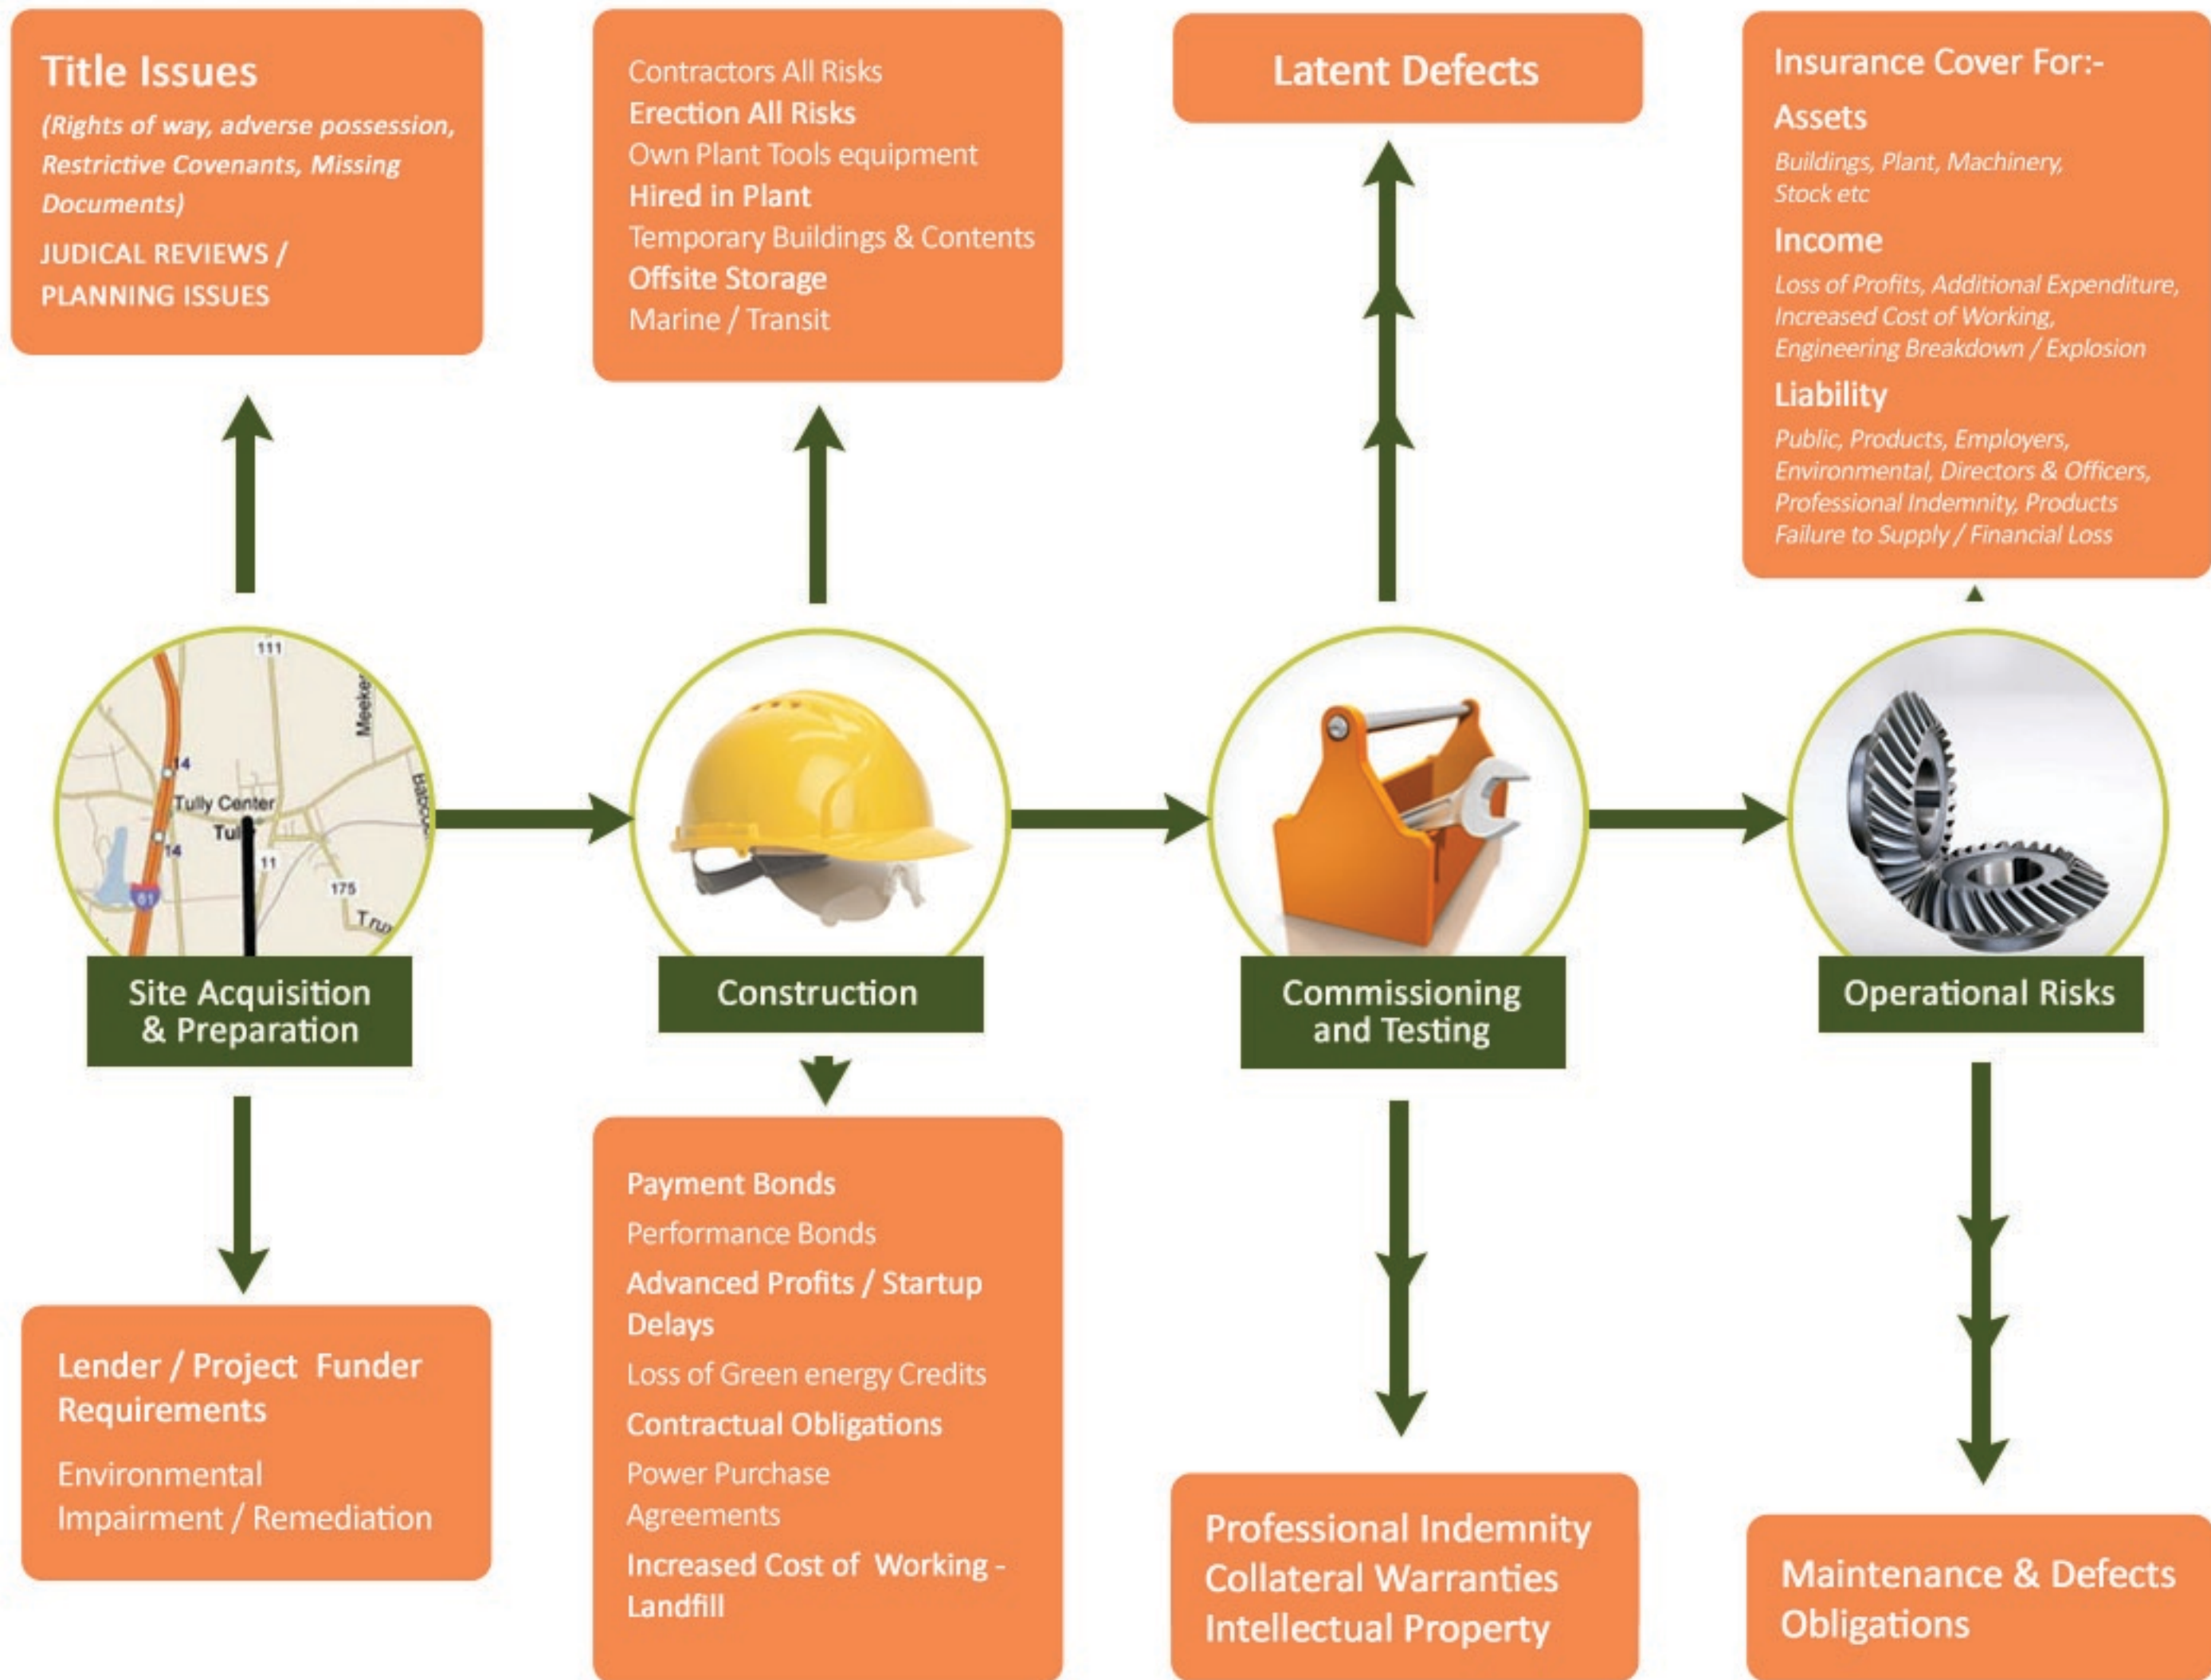 Title Issues
(Rights of way, adverse possession,
Restrictive Covenants, Missing
Documents)
JUDICAL REVIEWS /
PLANNING ISSUES
Contractors All Risks
Erection All Risks
Own Plant Tools equipment
Hired in Plant
Temporary Buildings & Contents
Offsite Storage
Marine / Transit
Latent Defects
Insurance Cover For:-
Assets
Buildings, Plant, Machinery,
Stock etc
Income
Loss of Profits, Additional Expenditure,
Increased Cost of Working,
Engineering Breakdown / Explosion
Liability
Public, Products, Employers,
Environmental, Directors & Officers,
Professional Indemnity, Products
Failure to Supply / Financial Loss
111
14
Tully Center
14
11
175
81
Site Acquisition
& Preparation
Construction
Commissioning
and Testing
Operational Risks
Lender / Project Funder
Requirements
Environmental
Impairment / Remediation
Payment Bonds
Performance Bonds
Advanced Profits / Startup
Delays
Loss of Green energy Credits
Contractual Obligations
Power Purchase
Agreements
Increased Cost of Working -
Landfill
Professional Indemnity
Collateral Warranties
Intellectual Property
Maintenance & Defects
Obligations